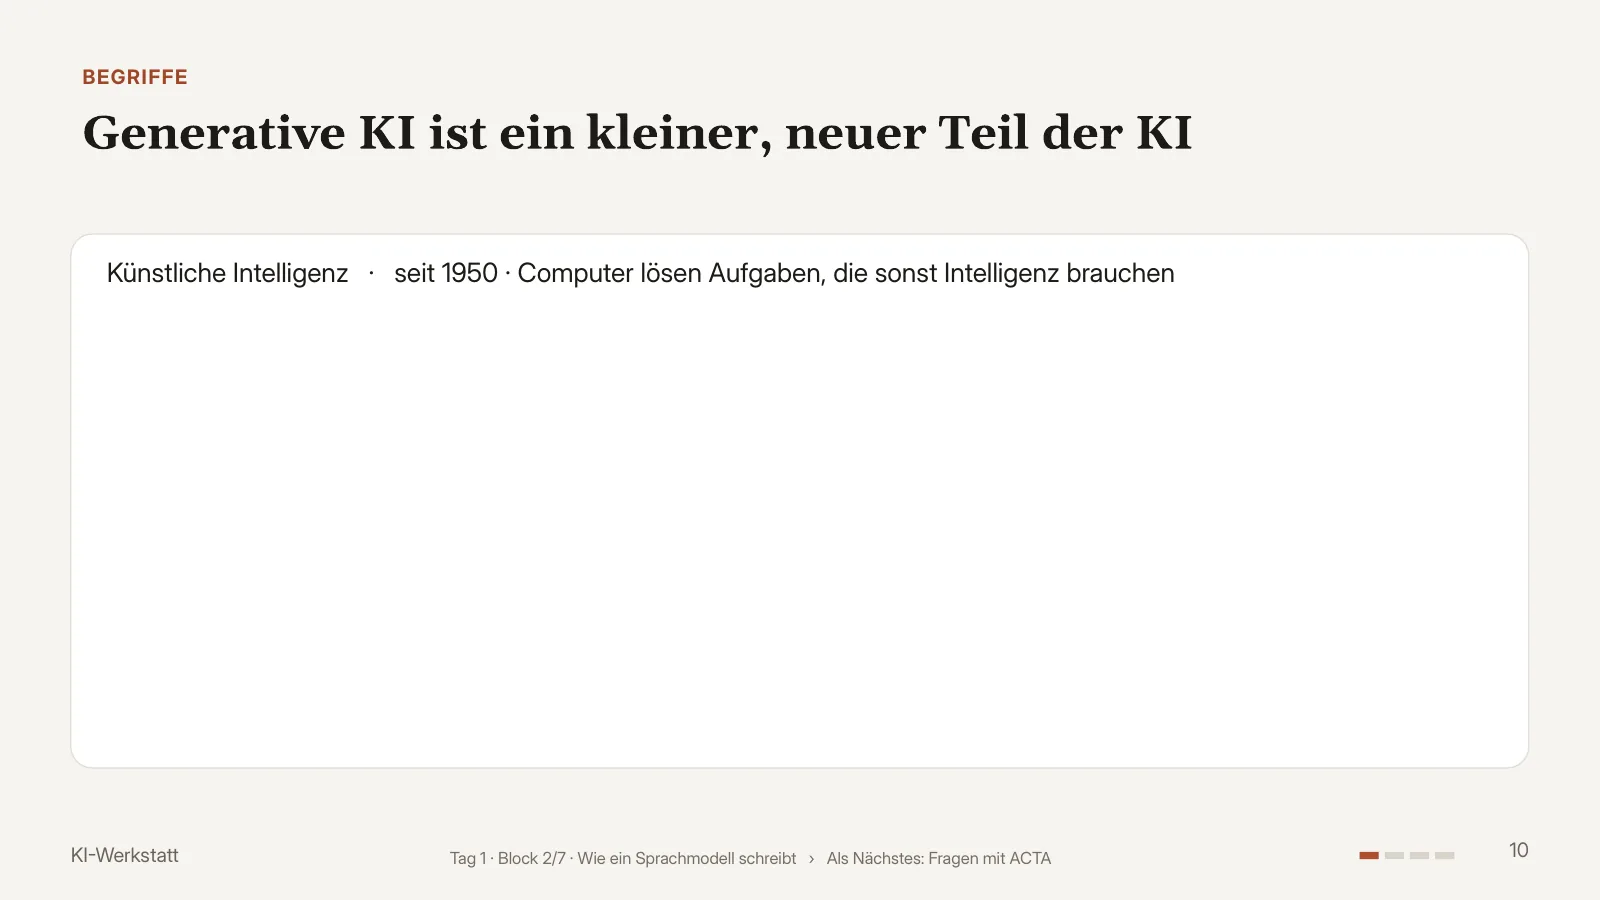 BEGRIFFE
Generative KI ist ein kleiner, neuer Teil der KI
Künstliche Intelligenz · seit 1950 · Computer lösen Aufgaben, die sonst Intelligenz brauchen
KI-Werkstatt
Tag 1 · Block 2/7 · Wie ein Sprachmodell schreibt › Als Nächstes: Fragen mit ACTA
10